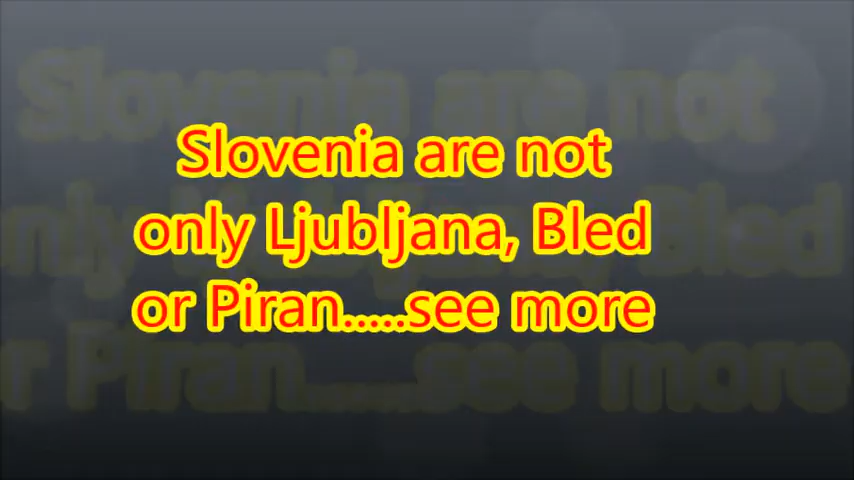 Slovenia are not
only Ljubljana, Bled
or Piran.....see more